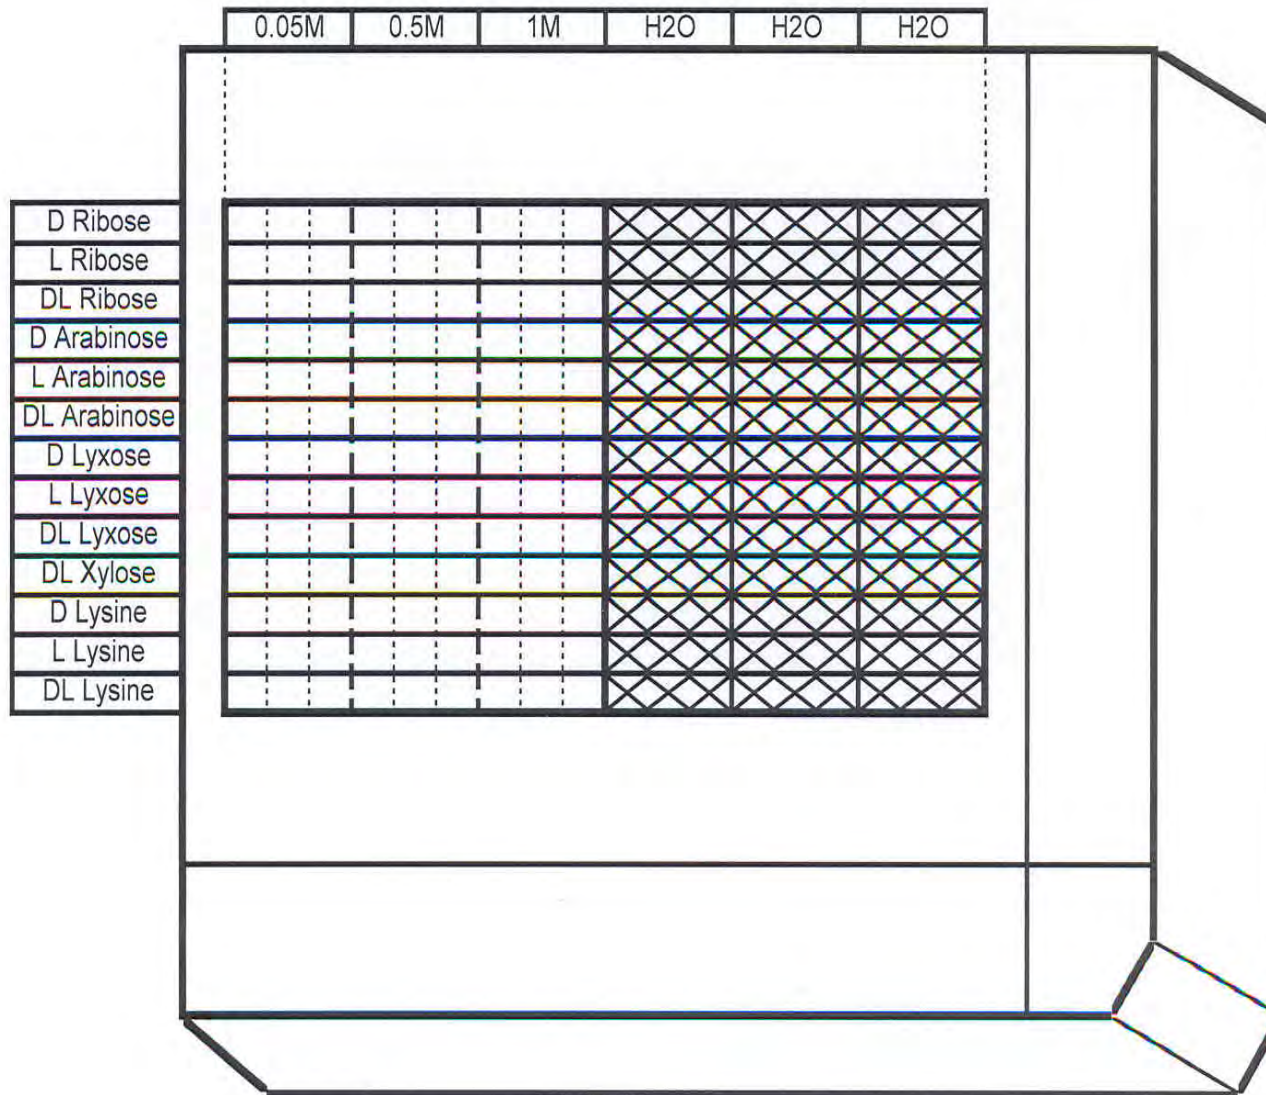 0.05M 0.5M 1M H2O H2O H2O
D Ribose
L Ribose
DL Ribose
D Arabinose
L Arabinose
DL Arabinose
D Lyxose
L Lyxose
DL Lyxose
DL Xylose
D Lysine
L Lysine
DL Lysine